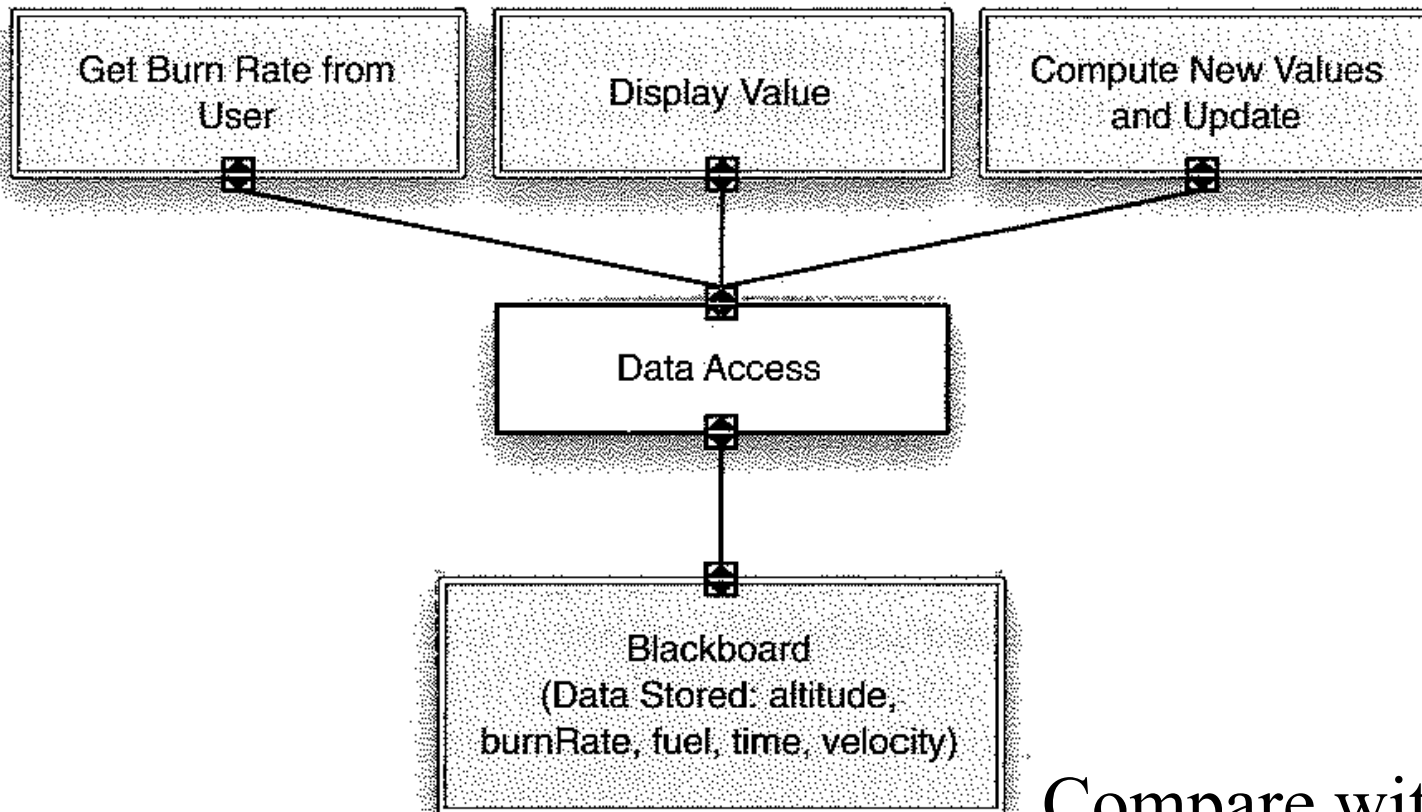 Get Burn Rate from
User
Display Value
Compute New Values
and Update
Data Access
Blackboard
(Data Stored: altitude,
burnRate, fuel, time, velocity)
Compare